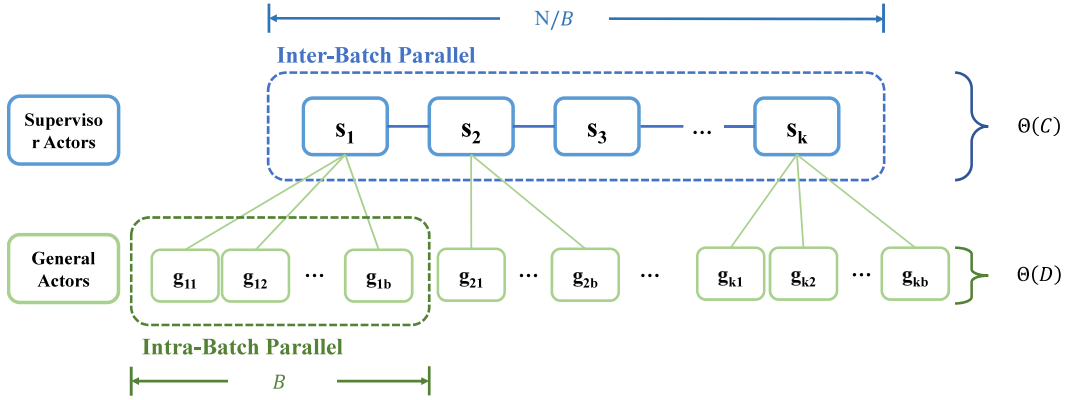 N/B
Inter-Batch Parallel
Superviso
r Actors
s1 s2 s3 ... sk
Θ(C)
General
Actors
g11 g12 ... g1b g21 ... g2b ... gk1 gk2 ... gkb
Θ(D)
Intra-Batch Parallel
B